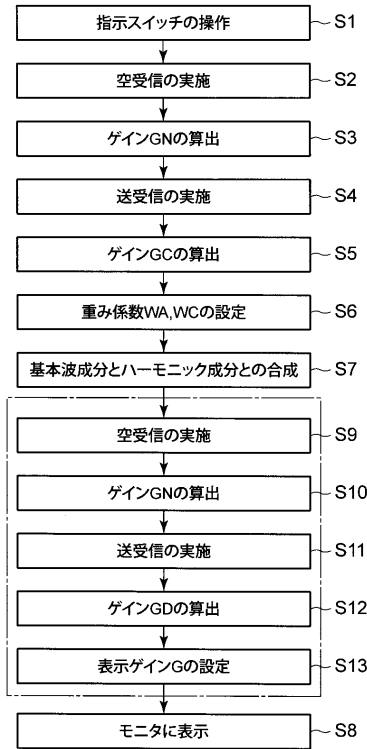 指示スイッチの操作 S1
空受信の実施 S2
ゲインGNの算出 S3
送受信の実施 S4
ゲインGCの算出 S5
重み係数WA,WCの設定 S6
基本波成分とハーモニック成分との合成 S7
空受信の実施 S9
ゲインGNの算出 S10
送受信の実施 S11
ゲインGDの算出 S12
表示ゲインGの設定 S13
モニタに表示 S8